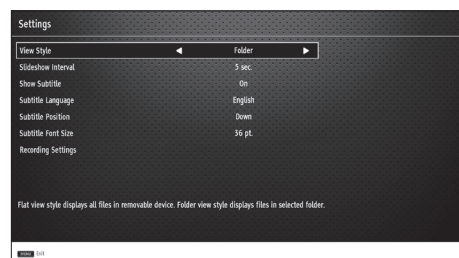 Settings
View Style Folder
Slideshow Interval 5 sec.
Show Subtitle On
Subtitle Language English
Subtitle Position Down
Subtitle Font Size 36 pt.
Recording Settings
Flat view style displays all files in removable device. Folder view style displays files in selected folder.
MENU Exit